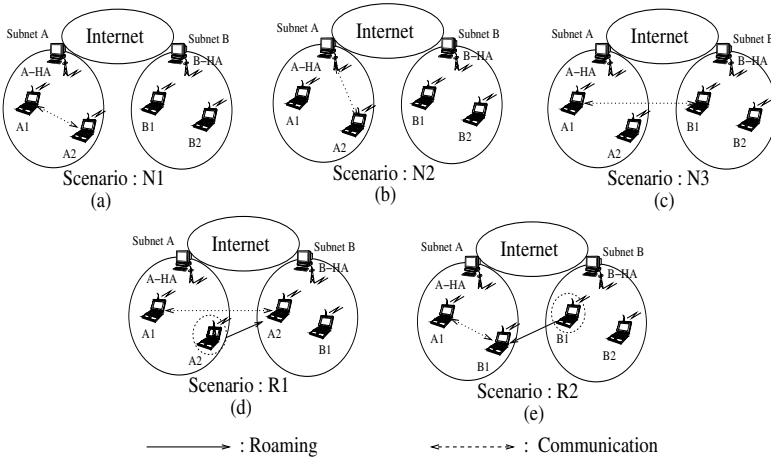 Subnet A
Internet
Subnet B
A-HA
B-HA
A1
A2
B1
B2
Scenario : N1
(a)
Subnet A
Internet
Subnet B
A-HA
B-HA
A1
A2
B1
B2
Scenario : N2
(b)
Subnet A
Internet
Subnet B
A-HA
B-HA
A1
A2
B1
B2
Scenario : N3
(c)
Subnet A
Internet
Subnet B
A-HA
B-HA
A1
A2
A2
B1
Scenario : R1
(d)
Subnet A
Internet
Subnet B
A-HA
B-HA
A1
B1
B1
B2
Scenario : R2
(e)
: Roaming
: Communication